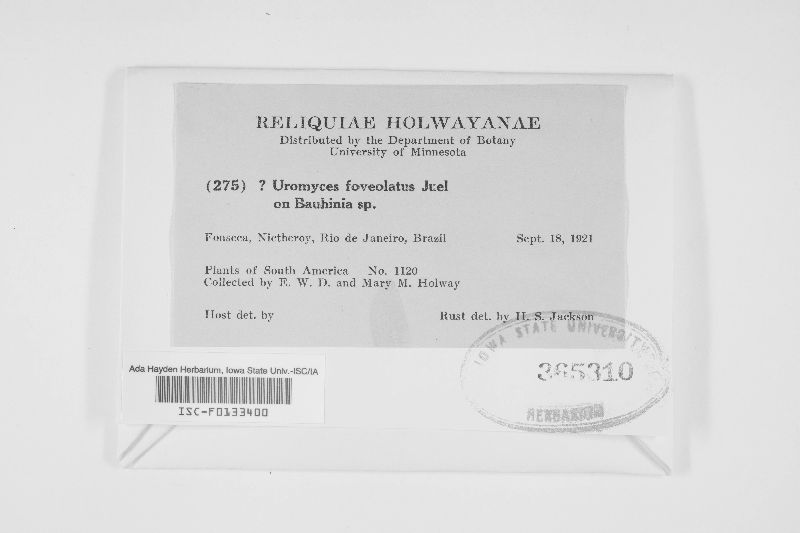 RELIQUIAE HOLWAYANAE
Distributed by the Department of Botany
University of Minnesota
(275) ? Uromyces foveolatus Juel
on Bauhinia sp.
Fonseca, Nictheroy, Rio de Janeiro, Brazil Sept. 18, 1921
Plants of South America No. 1120
Collected by E. W. D. and Mary M. Holway
Host det. by Rust det. by H. S. Jackson
IOWA STATE UNIVERSITY
365310
HERBARIUM
Ada Hayden Herbarium, Iowa State Univ.-ISC/IA
ISC-F0133400